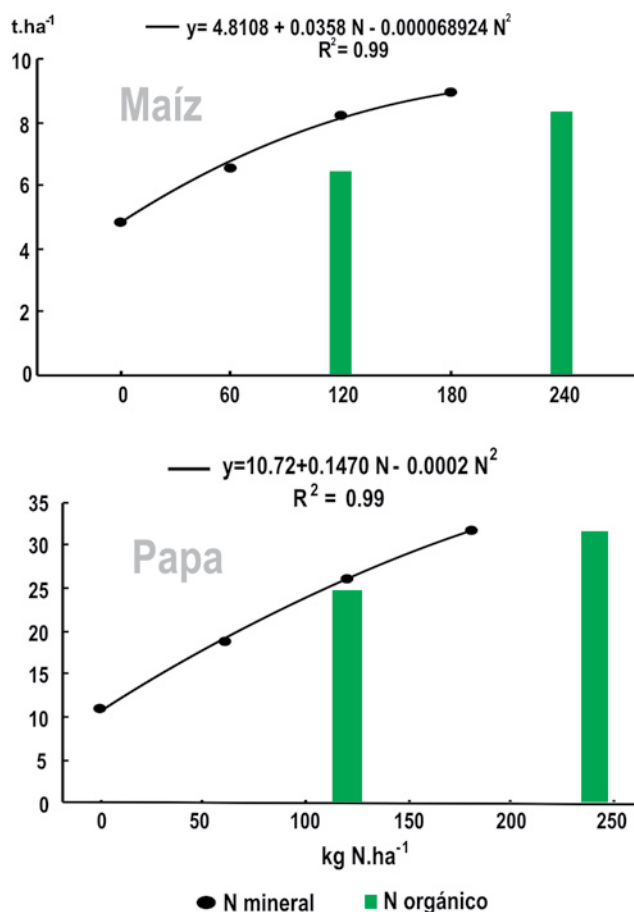 t.ha⁻¹
y= 4.8108 + 0.0358 N - 0.000068924 N²
R²= 0.99
Maíz
10
8
6
4
2
0
0 60 120 180 240
y=10.72+0.1470 N - 0.0002 N²
R² = 0.99
Papa
35
30
25
20
15
10
5
0
0 50 100 150 200 250
kg N.ha⁻¹
N mineral N orgánico